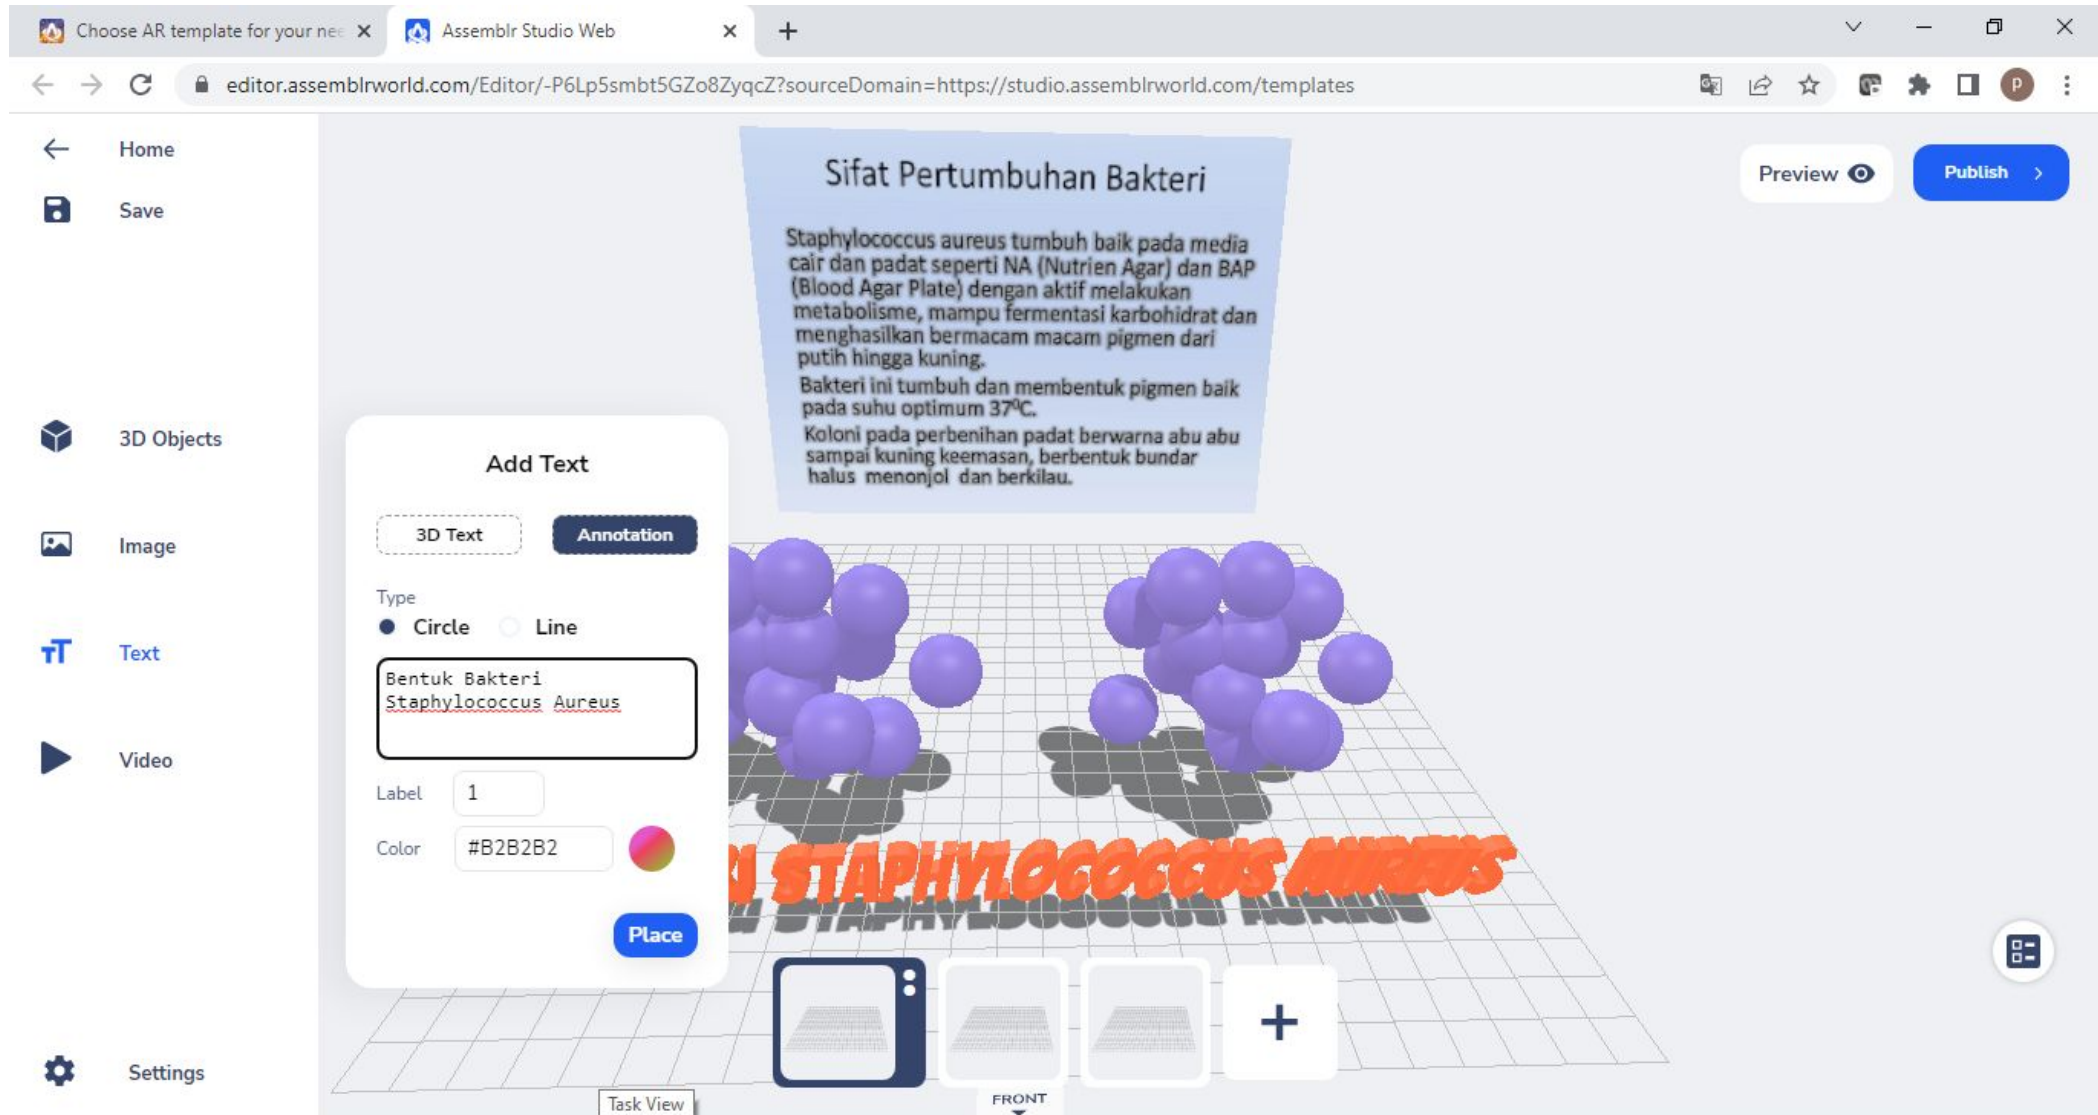 Choose AR template for your nee
Assemblr Studio Web
editor.assemblrworld.com/Editor/-P6Lp5smbt5GZo8ZyqcZ?sourceDomain=https://studio.assemblrworld.com/templates
P
Home
Save
3D Objects
Image
Text
Video
Settings
Preview
Publish
Sifat Pertumbuhan Bakteri
Staphylococcus aureus tumbuh baik pada media
cair dan padat seperti NA (Nutrien Agar) dan BAP
(Blood Agar Plate) dengan aktif melakukan
metabolisme, mampu fermentasi karbohidrat dan
menghasilkan bermacam macam pigmen dari
putih hingga kuning.
Bakteri ini tumbuh dan membentuk pigmen baik
pada suhu optimum 37⁰C.
Koloni pada perbenihan padat berwarna abu abu
sampai kuning keemasan, berbentuk bundar
halus menonjol dan berkilau.
Add Text
3D Text
Annotation
Type
Circle
Line
Bentuk Bakteri
Staphylococcus Aureus
Label
1
Color
#B2B2B2
Place
STAPHYLOCOCCUS AUREUS
FRONT
Task View